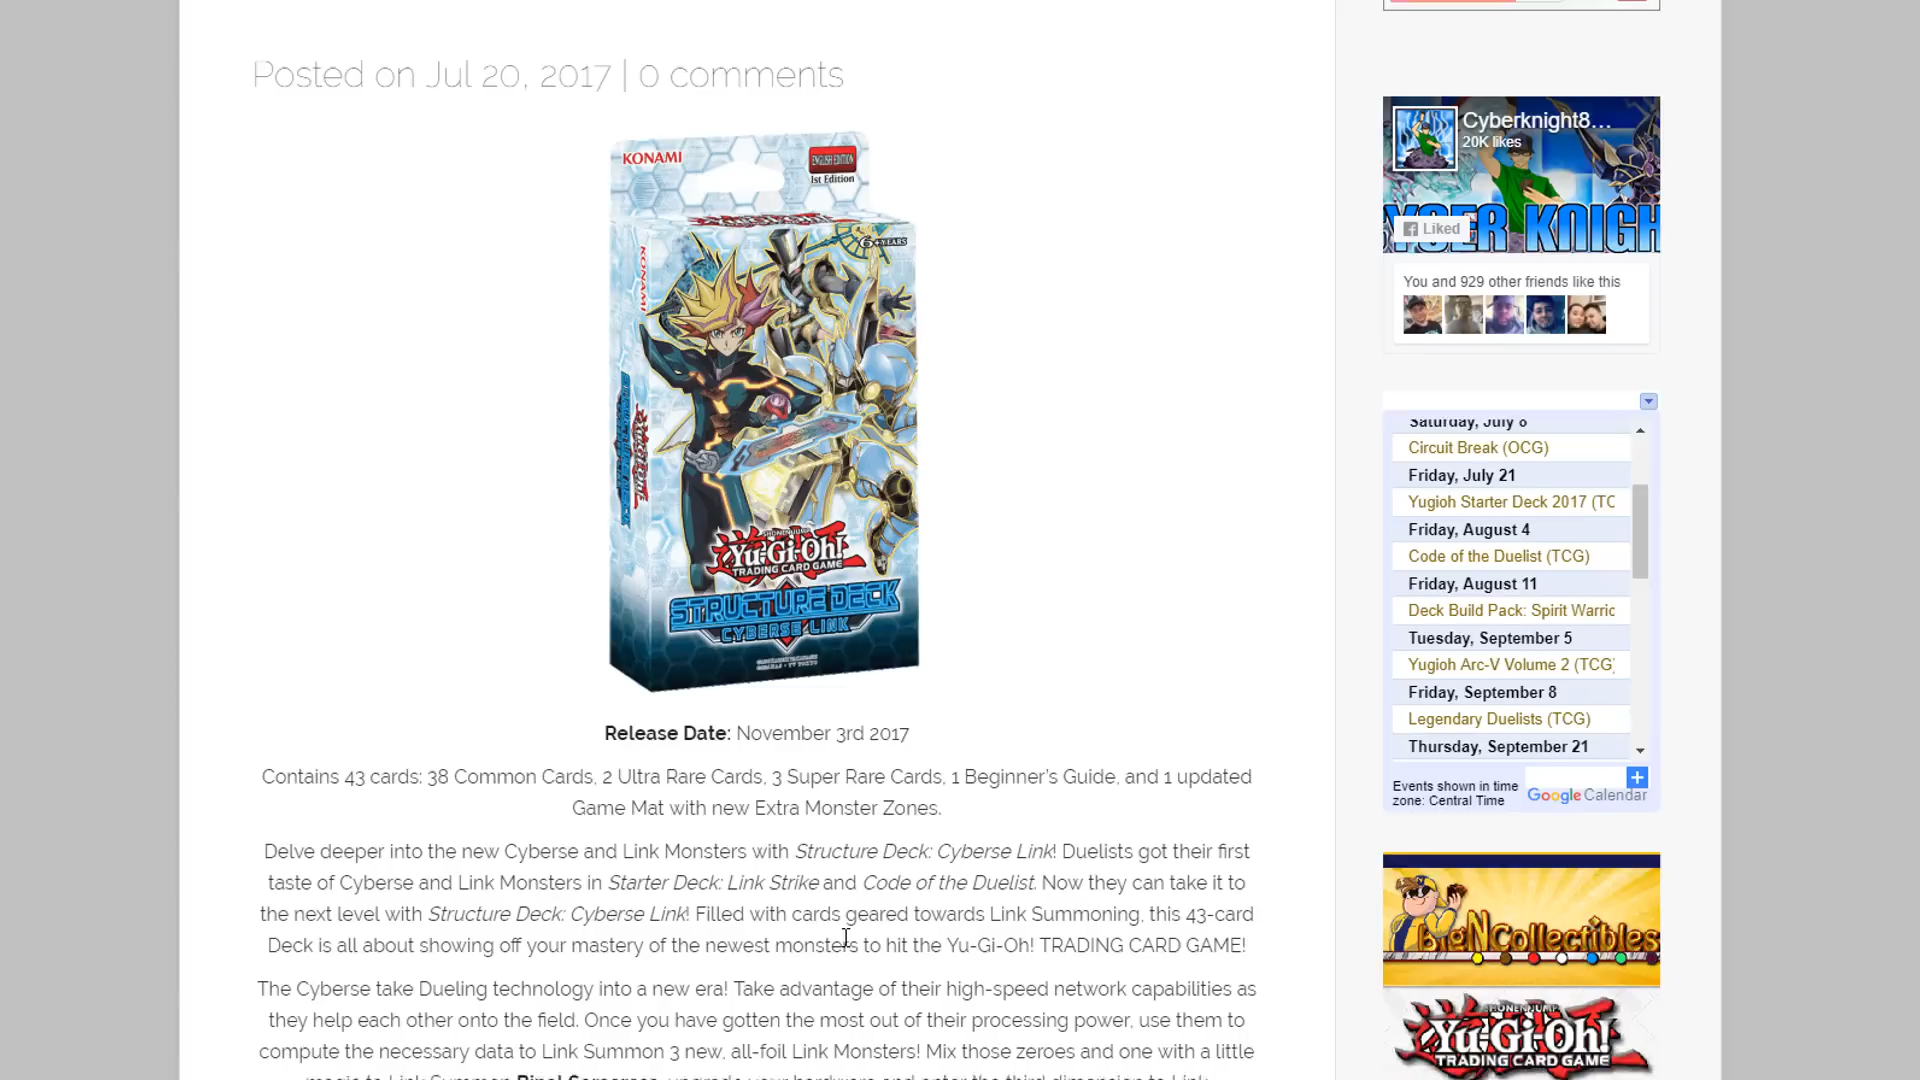 Posted on Jul 20, 2017 | 0 comments
KONAMI
ENGLISH EDITION
1st Edition
6+YEARS
KONAMI
SHONEN JUMP
Yu-Gi-Oh!
TRADING CARD GAME
STRUCTURE DECK
CYBERSE LINK
Release Date: November 3rd 2017
Contains 43 cards: 38 Common Cards, 2 Ultra Rare Cards, 3 Super Rare Cards, 1 Beginner’s Guide, and 1 updated
Game Mat with new Extra Monster Zones.
Delve deeper into the new Cyberse and Link Monsters with Structure Deck: Cyberse Link! Duelists got their first
taste of Cyberse and Link Monsters in Starter Deck: Link Strike and Code of the Duelist. Now they can take it to
the next level with Structure Deck: Cyberse Link! Filled with cards geared towards Link Summoning, this 43-card
Deck is all about showing off your mastery of the newest monsters to hit the Yu-Gi-Oh! TRADING CARD GAME!
The Cyberse take Dueling technology into a new era! Take advantage of their high-speed network capabilities as
they help each other onto the field. Once you have gotten the most out of their processing power, use them to
compute the necessary data to Link Summon 3 new, all-foil Link Monsters! Mix those zeroes and one with a little
Cyberknight8...
20K likes
YBER KNIGH
Liked
You and 929 other friends like this
Saturday, July 8
Circuit Break (OCG)
Friday, July 21
Yugioh Starter Deck 2017 (TC
Friday, August 4
Code of the Duelist (TCG)
Friday, August 11
Deck Build Pack: Spirit Warric
Tuesday, September 5
Yugioh Arc-V Volume 2 (TCG)
Friday, September 8
Legendary Duelists (TCG)
Thursday, September 21
Events shown in time
zone: Central Time
Google Calendar
BigNCollectibles
SHONEN JUMP
Yu-Gi-Oh!
TRADING CARD GAME